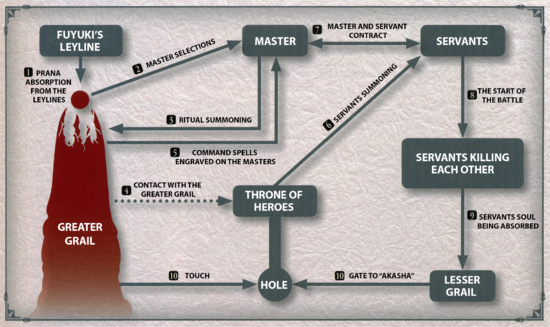 FUYUKI'S
LEYLINE
MASTER
7 MASTER AND SERVANT
CONTRACT
SERVANTS
1 PRANA
ABSORPTION
FROM THE
LEYLINES
2 MASTER SELECTIONS
3 RITUAL SUMMONING
5 COMMAND SPELLS
ENGRAVED ON THE MASTERS
6 SERVANTS SUMMONING
8 THE START OF
THE BATTLE
SERVANTS KILLING
EACH OTHER
4 CONTACT WITH THE
GREATER GRAIL
THRONE OF
HEROES
9 SERVANTS SOUL
BEING ABSORBED
GREATER
GRAIL
10 TOUCH
HOLE
10 GATE TO "AKASHA"
LESSER
GRAIL